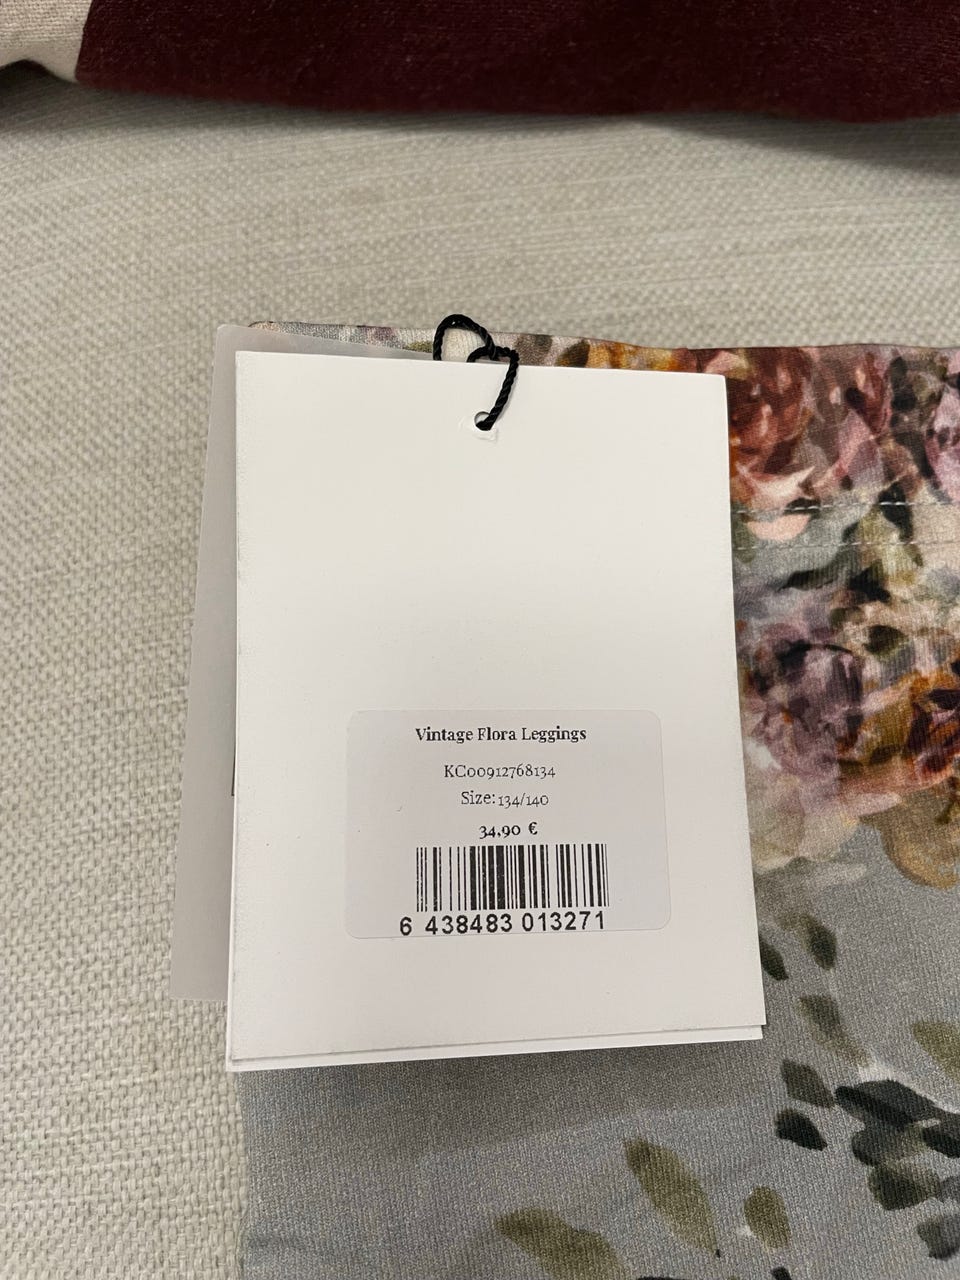 Vintage Flora Leggings
KC00912768134
Size: 134/140
34,90 €
6 438483 013271